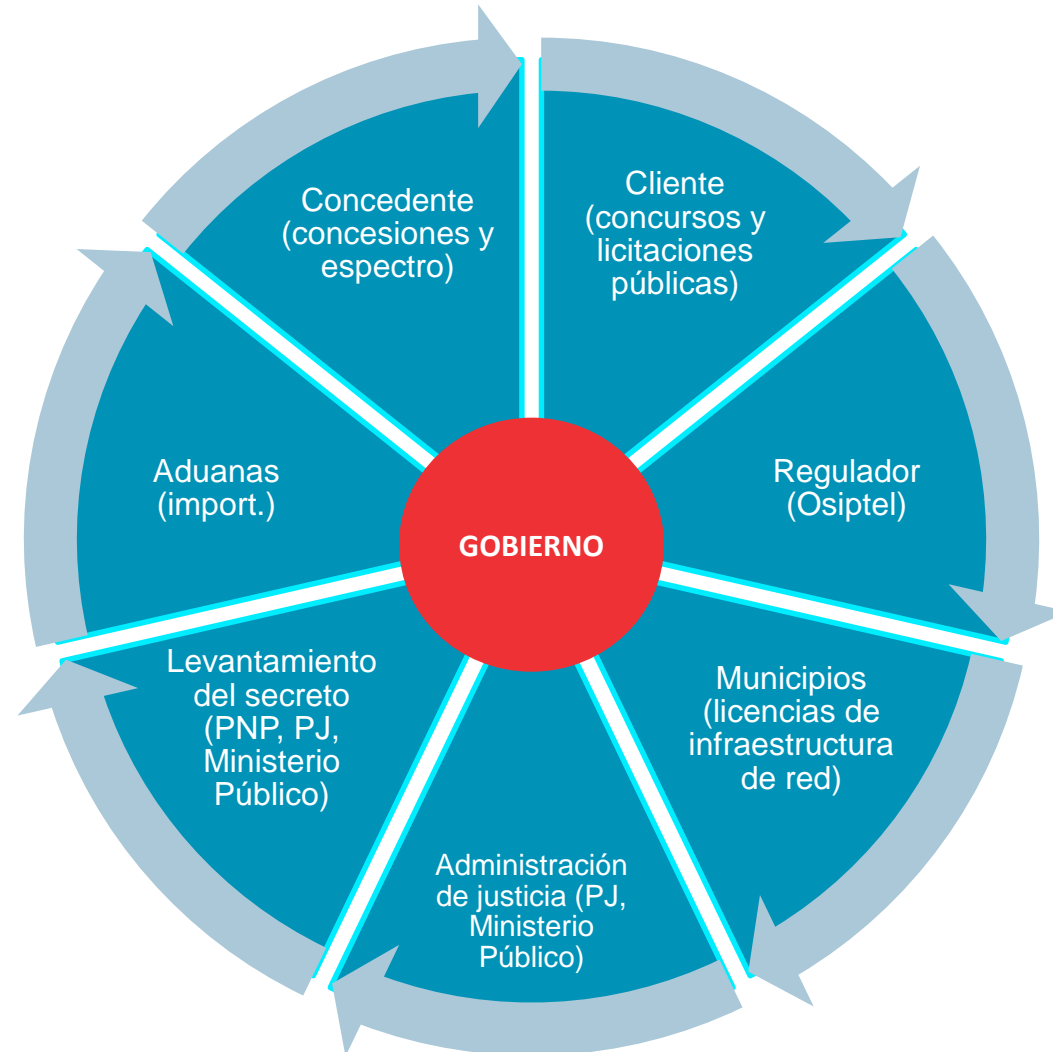 Concedente
(concesiones y
espectro)
Cliente
(concursos y
licitaciones
públicas)
Regulador
(Osiptel)
Municipios
(licencias de
infraestructura
de red)
Administración
de justicia (PJ,
Ministerio
Público)
Levantamiento
del secreto
(PNP, PJ,
Ministerio
Público)
Aduanas
(import.)
GOBIERNO